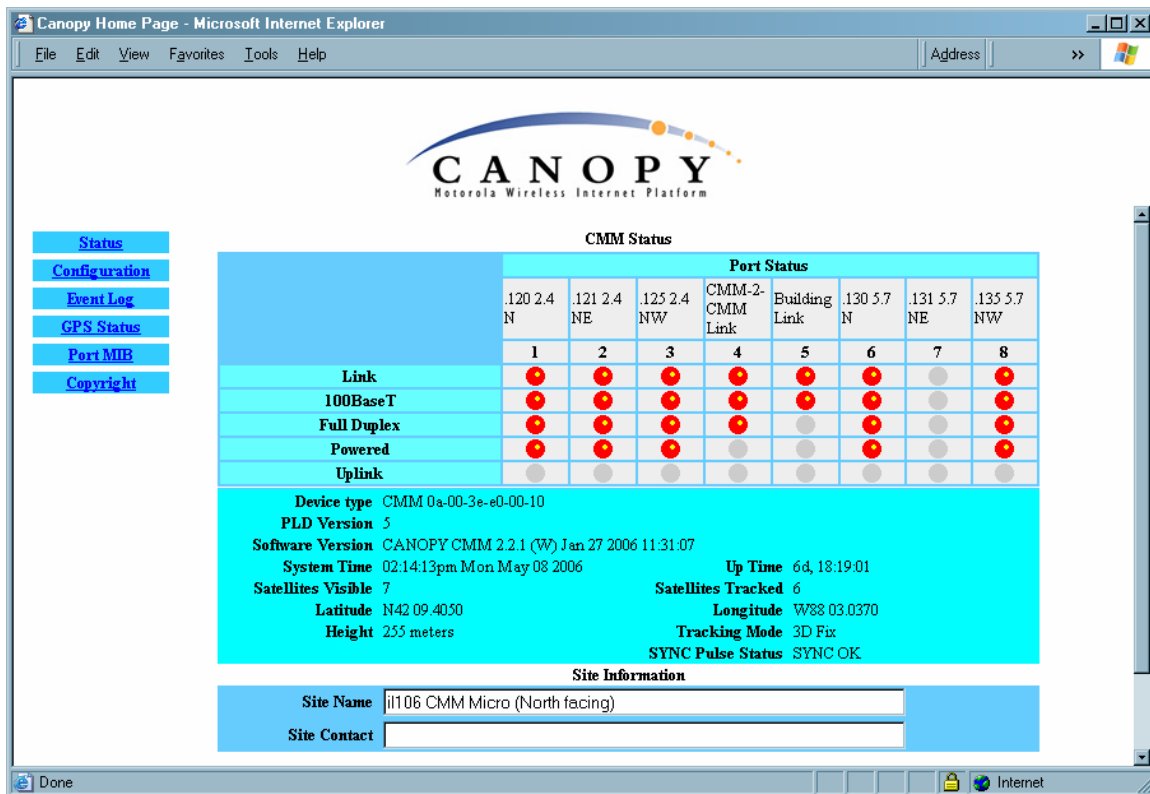 Canopy Home Page - Microsoft Internet Explorer
File Edit View Favorites Tools Help Address »
CANOPY
Motorola Wireless Internet Platform
Status
Configuration
Event Log
GPS Status
Port MIB
Copyright
CMM Status
Port Status
.120 2.4 N .121 2.4 NE .125 2.4 NW CMM-2-CMM Link Building Link .130 5.7 N .131 5.7 NE .135 5.7 NW
1 2 3 4 5 6 7 8
Link
100BaseT
Full Duplex
Powered
Uplink
Device type CMM 0a-00-3e-e0-00-10
PLD Version 5
Software Version CANOPY CMM 2.2.1 (W) Jan 27 2006 11:31:07
System Time 02:14:13pm Mon May 08 2006 Up Time 6d, 18:19:01
Satellites Visible 7 Satellites Tracked 6
Latitude N42 09.4050 Longitude W88 03.0370
Height 255 meters Tracking Mode 3D Fix
SYNC Pulse Status SYNC OK
Site Information
Site Name il106 CMM Micro (North facing)
Site Contact
Done Internet